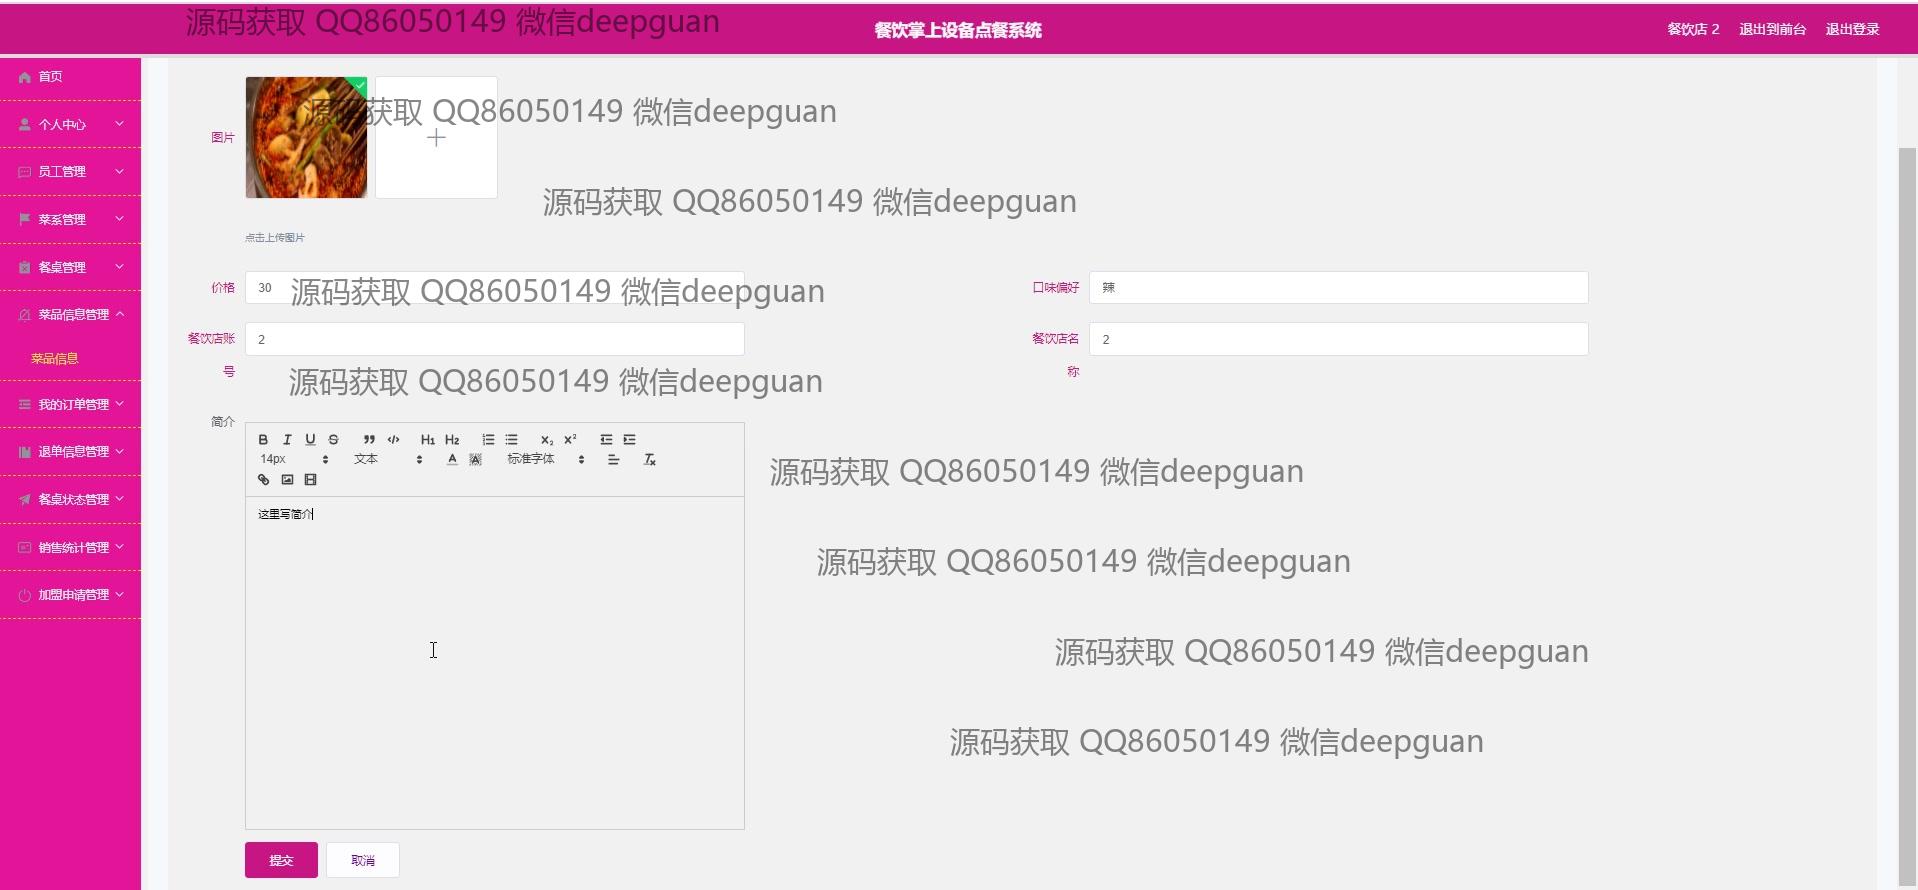 源码获取 QQ86050149 微信deepguan
餐饮掌上设备点餐系统
餐饮店 2
退出到前台
退出登录
首页
个人中心
员工管理
菜系管理
餐桌管理
菜品信息管理
菜品信息
我的订单管理
退单信息管理
餐桌状态管理
销售统计管理
加盟申请管理
图片
源码获取 QQ86050149 微信deepguan
源码获取 QQ86050149 微信deepguan
点击上传图片
价格
30
源码获取 QQ86050149 微信deepguan
口味偏好
辣
餐饮店账
号
2
餐饮店名
称
2
源码获取 QQ86050149 微信deepguan
简介
B I U S H1 H2 X2 X2
14px 文本 A A 标准字体 Tx
这里写简介
源码获取 QQ86050149 微信deepguan
源码获取 QQ86050149 微信deepguan
源码获取 QQ86050149 微信deepguan
源码获取 QQ86050149 微信deepguan
提交
取消